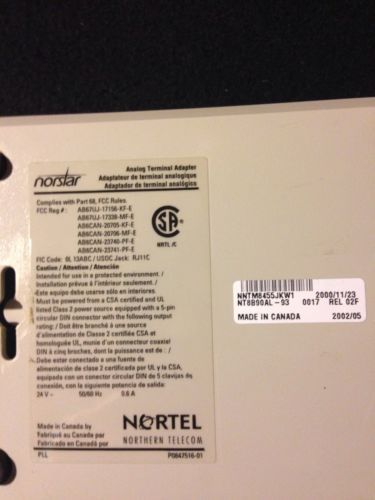 norstar
Analog Terminal Adapter
Adaptateur de terminal analogique
Adaptador de terminal analógico
Complies with Part 68, FCC Rules.
FCC Reg #: AB67UJ-17156-KF-E
AB67UJ-17338-MF-E
AB6CAN-20705-KF-E
AB6CAN-20706-MF-E
AB6CAN-23740-PF-E
AB6CAN-23741-PF-E
NRTL /C
FIC Code: 0L 13ABC: / USOC Jack: RJ11C
Caution / Attention / Atención
Intended for use in a protected environment. /
Installation prévue à l'intérieur seulement. /
Este equipo debe usarse sólo en interiores.
Must be powered from a CSA certified and UL
listed Class 2 power source equipped with a 5-pin
circular DIN connector with the following output
rating: / Doit être branché à une source
d'alimentation de Classe 2 certifiée CSA et
homologuée UL, munie d'un connecteur coaxial
DIN à cinq broches, dont la puissance est de: /
Debe estar conectado a una fuente de
alimentación de clase 2 certificada por UL y la CSA,
equipada con un conector circular DIN de 5 clavijas de
conexión, con la siguiente potencia de salida:
24 V~ 50/60 Hz 0.6 A
Made in Canada by
Fabriqué au Canada par
Fabricado en Canadá por
NORTEL
NORTHERN TELECOM
PLL P0847516-01
NNTM8455JKW1 2000/11/23
NT8B90AL-93 0017 REL 02F
MADE IN CANADA 2002/05